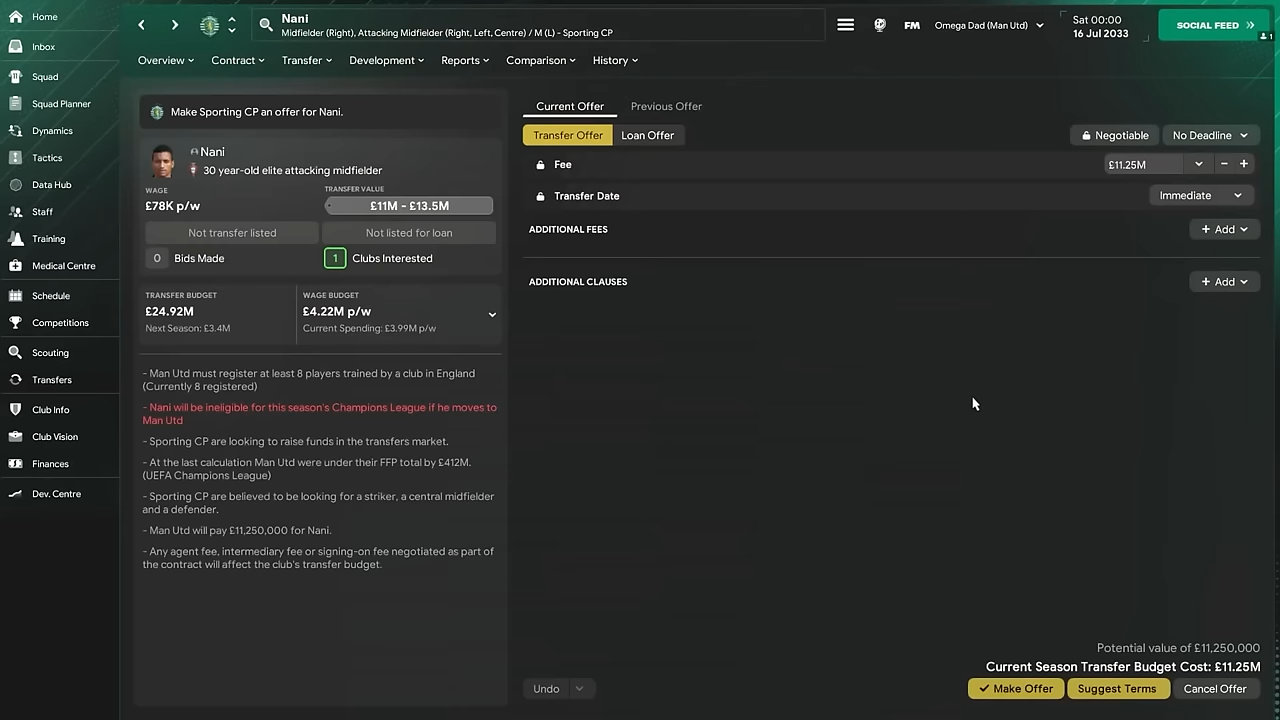 Home
Inbox
Squad
Squad Planner
Dynamics
Tactics
Data Hub
Staff
Training
Medical Centre
Schedule
Competitions
Scouting
Transfers
Club Info
Club Vision
Finances
Dev. Centre
Nani
Midfielder (Right), Attacking Midfielder (Right, Left, Centre) / M (L) - Sporting CP
FM
Omega Dad (Man Utd)
Sat 00:00
16 Jul 2033
SOCIAL FEED
1
Overview
Contract
Transfer
Development
Reports
Comparison
History
Make Sporting CP an offer for Nani.
Nani
30 year-old elite attacking midfielder
WAGE
£78K p/w
TRANSFER VALUE
£11M - £13.5M
Not transfer listed
Not listed for loan
0 Bids Made
1 Clubs Interested
TRANSFER BUDGET
£24.92M
Next Season: £3.4M
WAGE BUDGET
£4.22M p/w
Current Spending: £3.99M p/w
- Man Utd must register at least 8 players trained by a club in England
(Currently 8 registered)
- Nani will be ineligible for this season's Champions League if he moves to
Man Utd
- Sporting CP are looking to raise funds in the transfers market.
- At the last calculation Man Utd were under their FFP total by £412M.
(UEFA Champions League)
- Sporting CP are believed to be looking for a striker, a central midfielder
and a defender.
- Man Utd will pay £11,250,000 for Nani.
- Any agent fee, intermediary fee or signing-on fee negotiated as part of
the contract will affect the club's transfer budget.
Current Offer
Previous Offer
Transfer Offer
Loan Offer
Negotiable
No Deadline
Fee
£11.25M
Transfer Date
Immediate
ADDITIONAL FEES
+ Add
ADDITIONAL CLAUSES
+ Add
Potential value of £11,250,000
Current Season Transfer Budget Cost: £11.25M
Undo
Make Offer
Suggest Terms
Cancel Offer